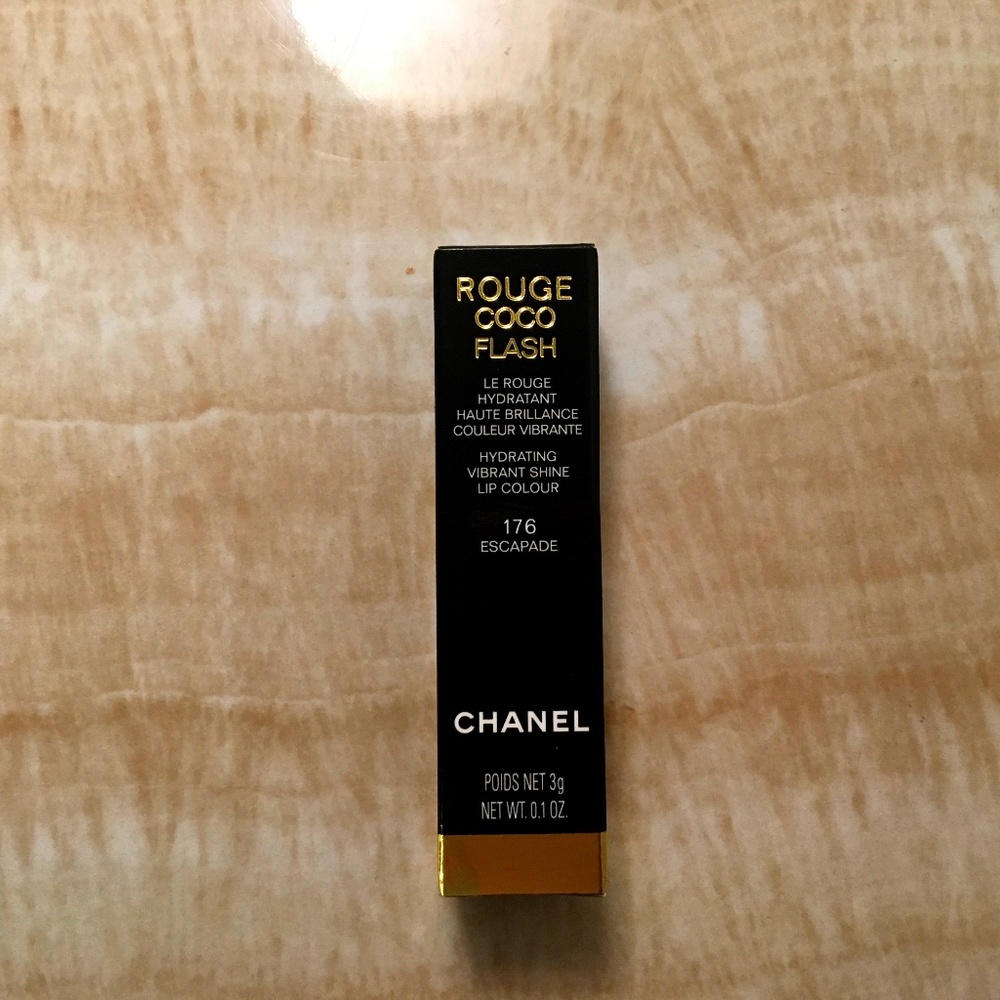 ROUGE
COCO
FLASH
LE ROUGE
HYDRATANT
HAUTE BRILLANCE
COULEUR VIBRANTE
HYDRATING
VIBRANT SHINE
LIP COLOUR
176
ESCAPADE
CHANEL
POIDS NET 3g
NET WT. 0.1 OZ.